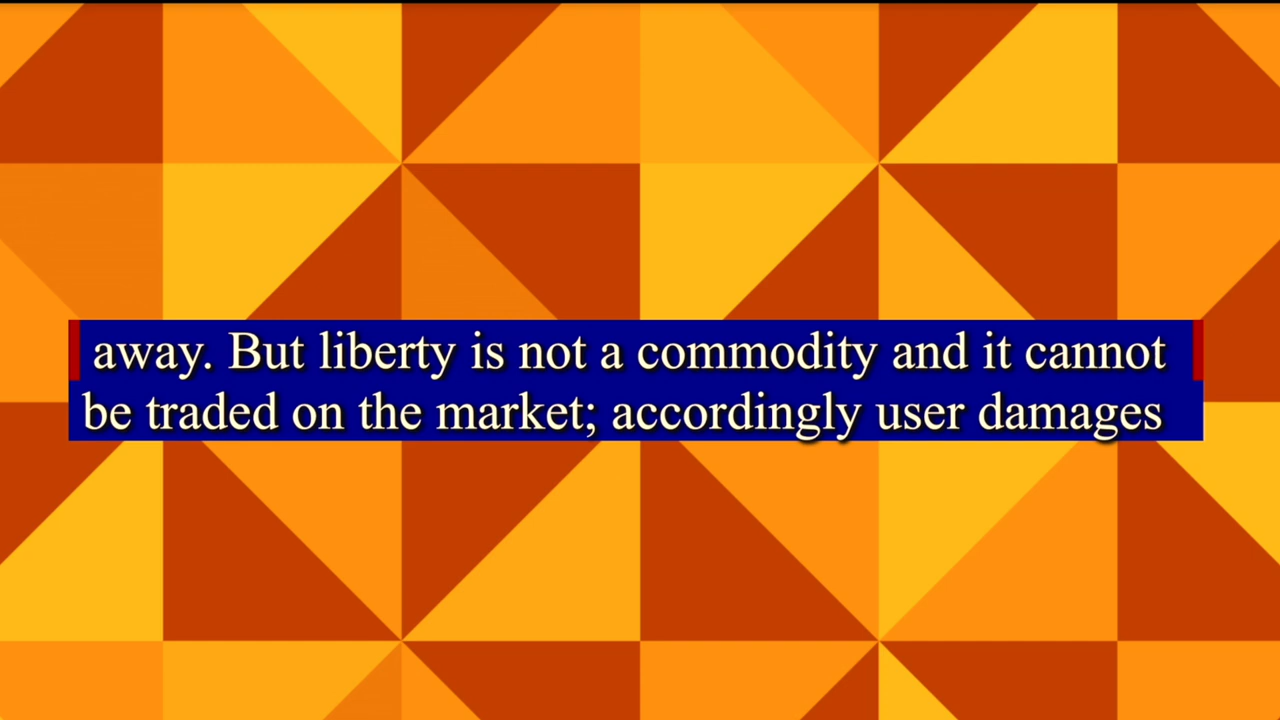 away. But liberty is not a commodity and it cannot
be traded on the market; accordingly user damages